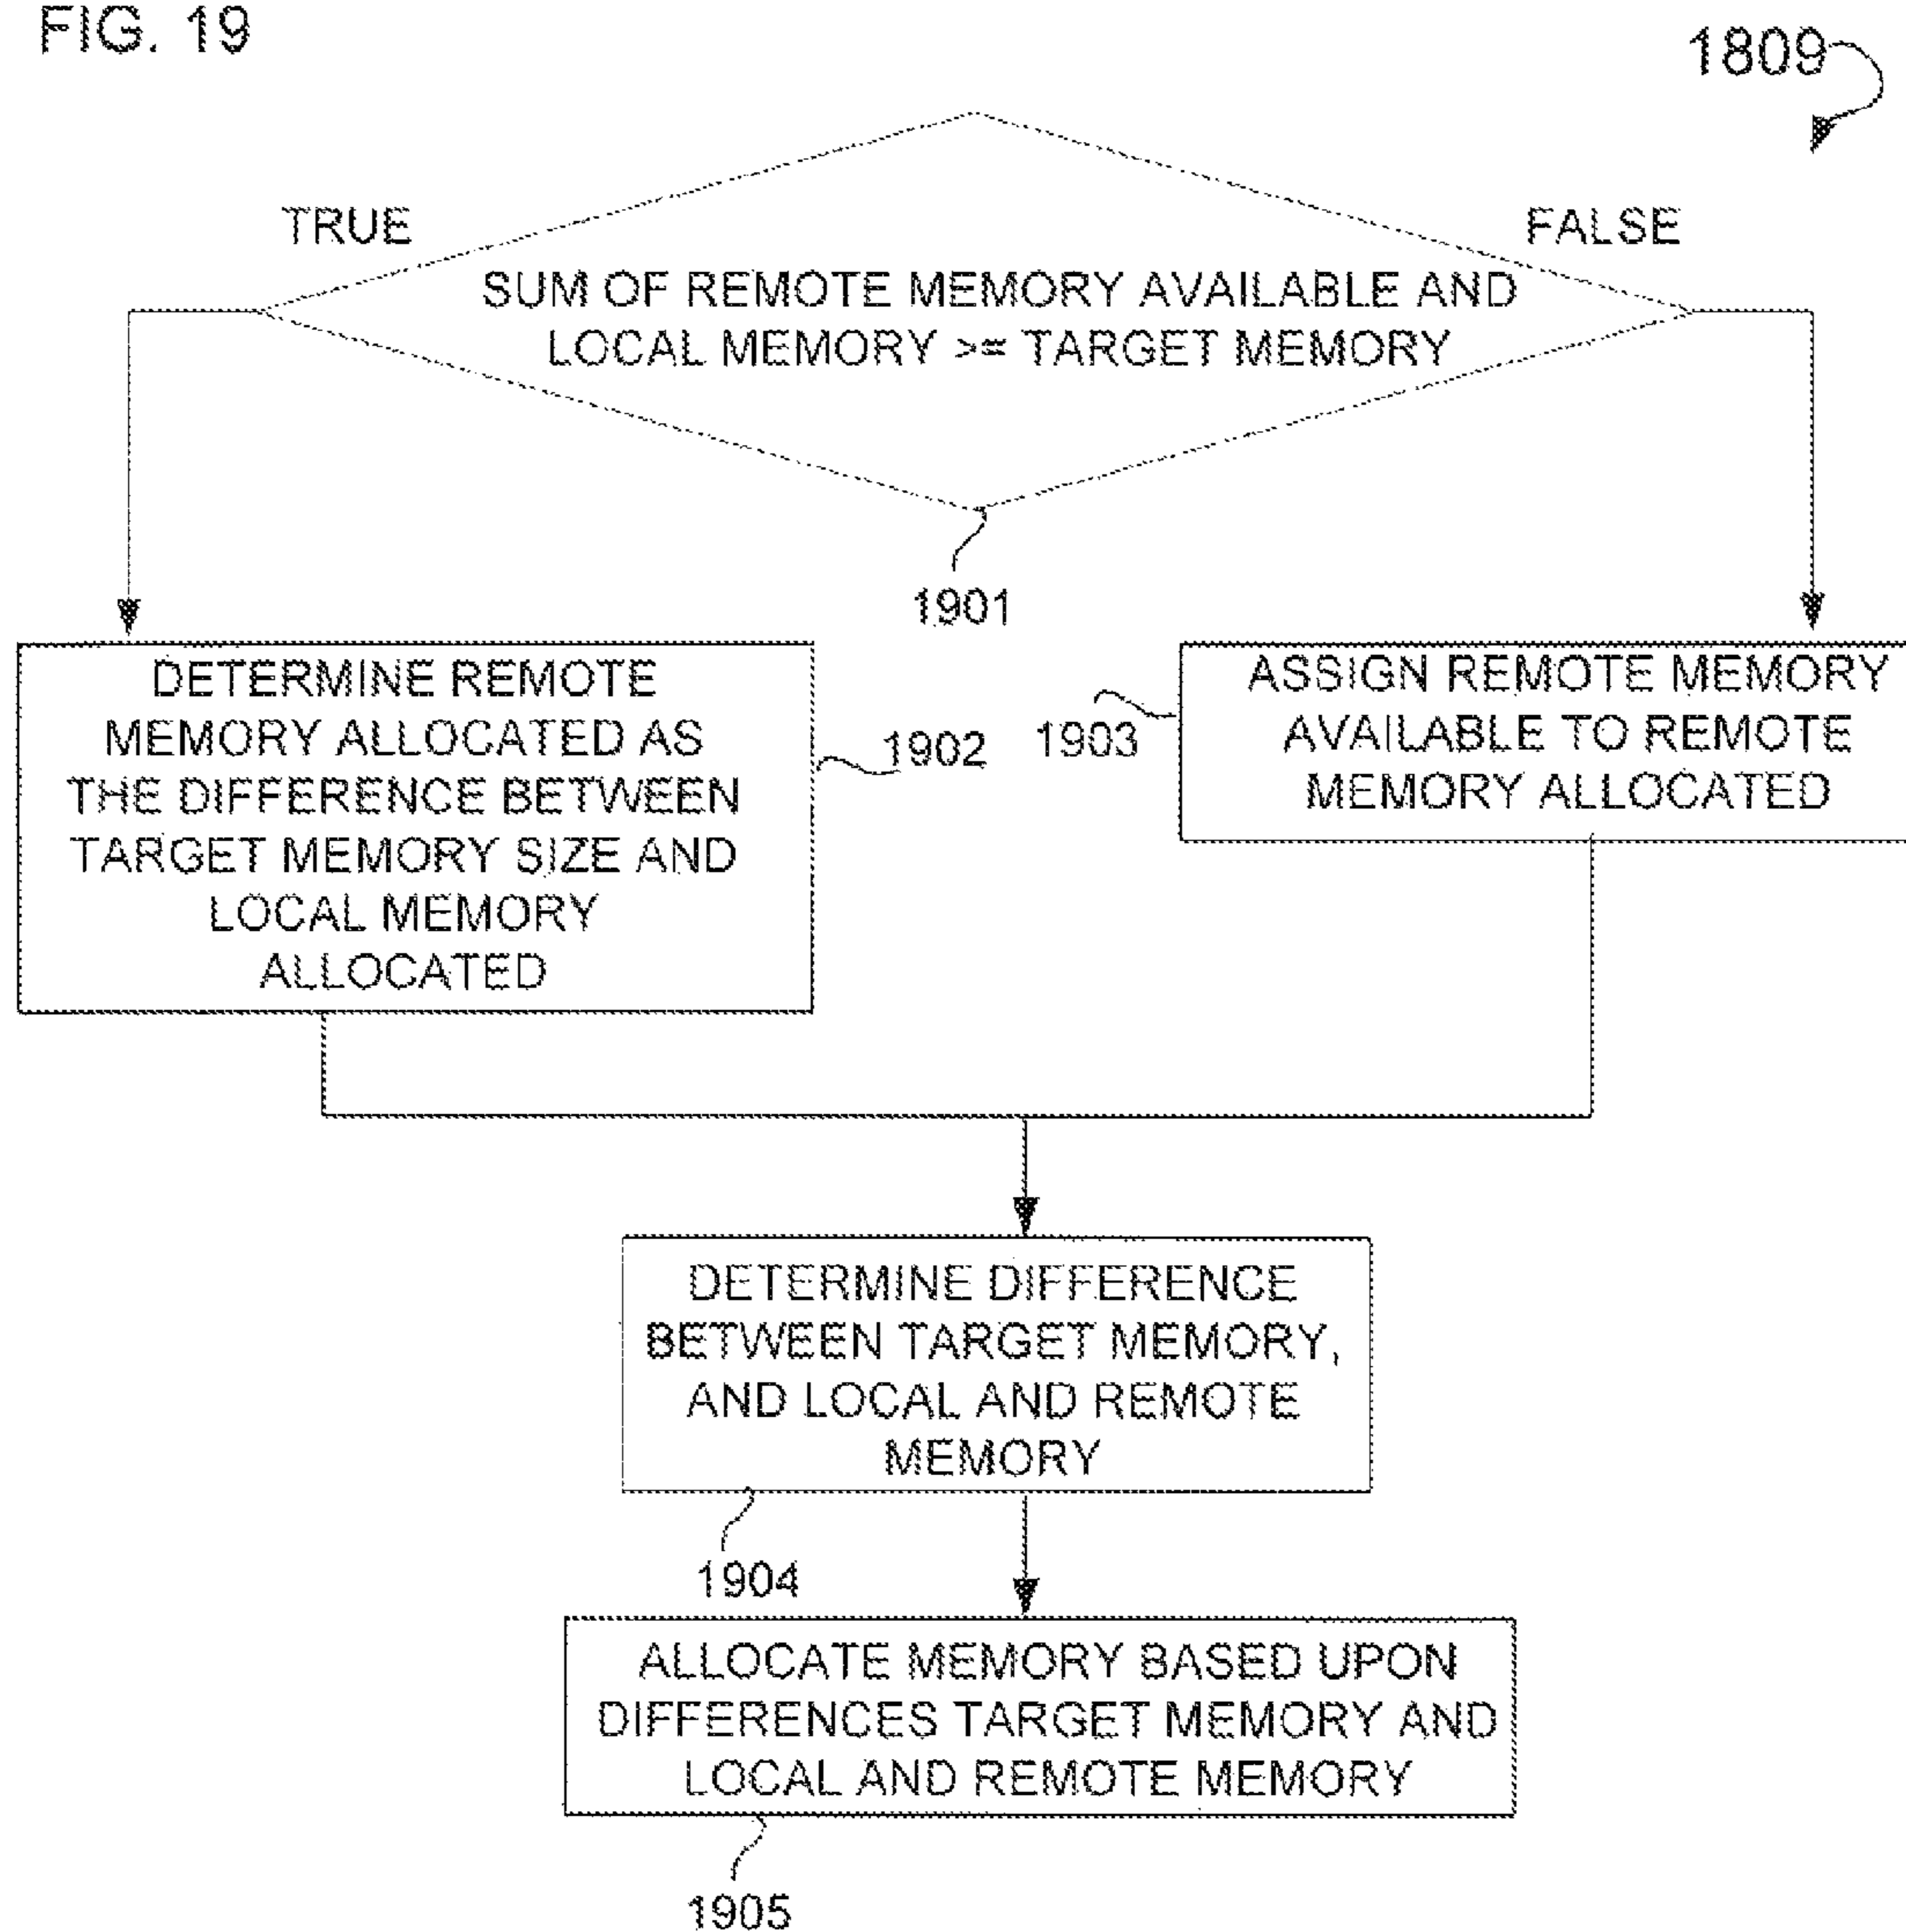 FIG. 19
1809
TRUE
FALSE
SUM OF REMOTE MEMORY AVAILABLE AND
LOCAL MEMORY >= TARGET MEMORY
1901
DETERMINE REMOTE
MEMORY ALLOCATED AS
THE DIFFERENCE BETWEEN
TARGET MEMORY SIZE AND
LOCAL MEMORY
ALLOCATED
1902
1903
ASSIGN REMOTE MEMORY
AVAILABLE TO REMOTE
MEMORY ALLOCATED
DETERMINE DIFFERENCE
BETWEEN TARGET MEMORY,
AND LOCAL AND REMOTE
MEMORY
1904
ALLOCATE MEMORY BASED UPON
DIFFERENCES TARGET MEMORY AND
LOCAL AND REMOTE MEMORY
1905